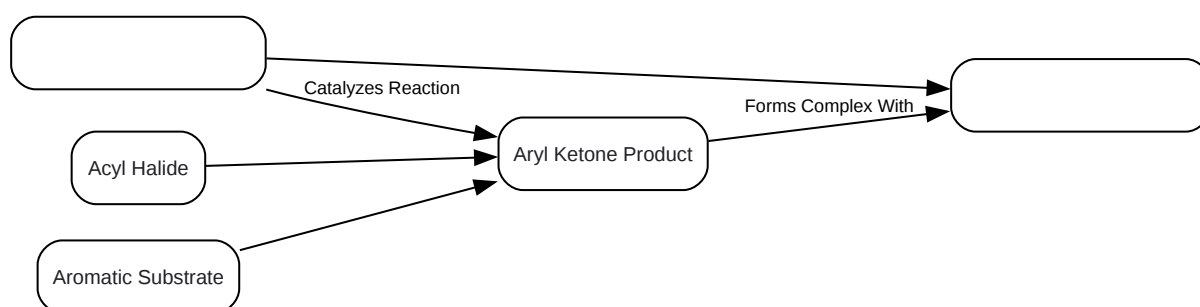 Catalyzes Reaction
Forms Complex With
Acyl Halide
Aryl Ketone Product
Aromatic Substrate